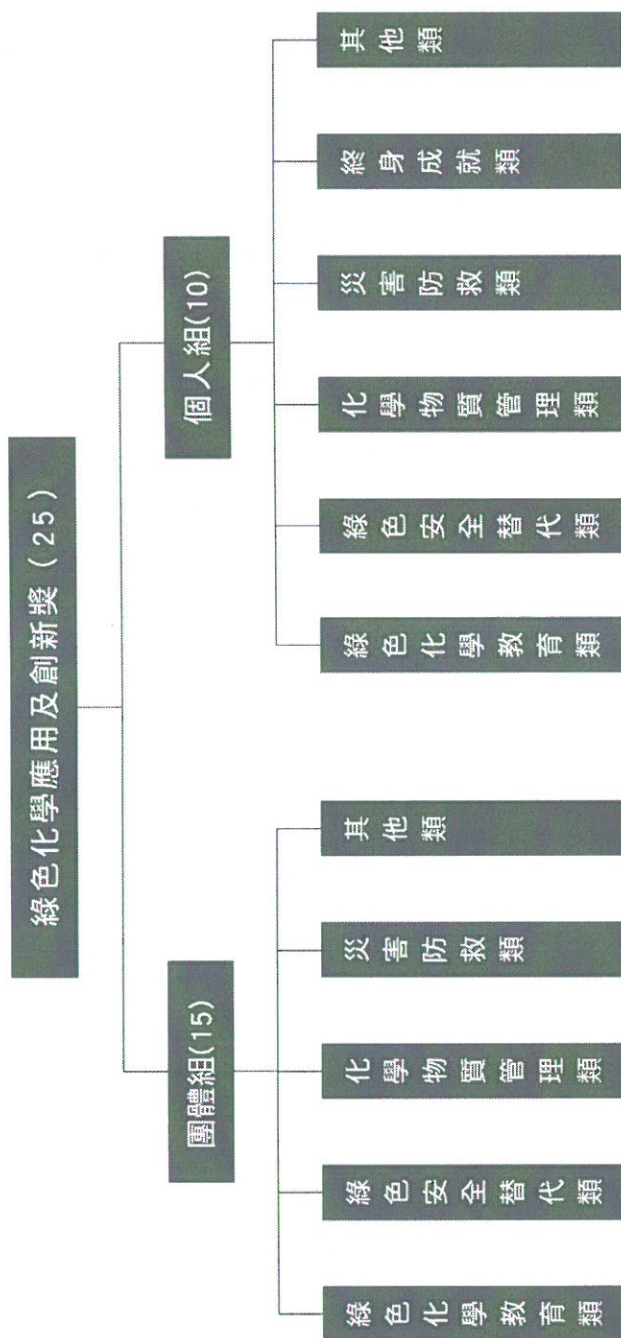 綠色化學應用及創新獎(25)
團體組(15)
個人組(10)
綠色化學教育類
綠色安全替代類
化學物質管理類
災害防救類
其他類
綠色化學教育類
綠色安全替代類
化學物質管理類
災害防救類
終身成就類
其他類